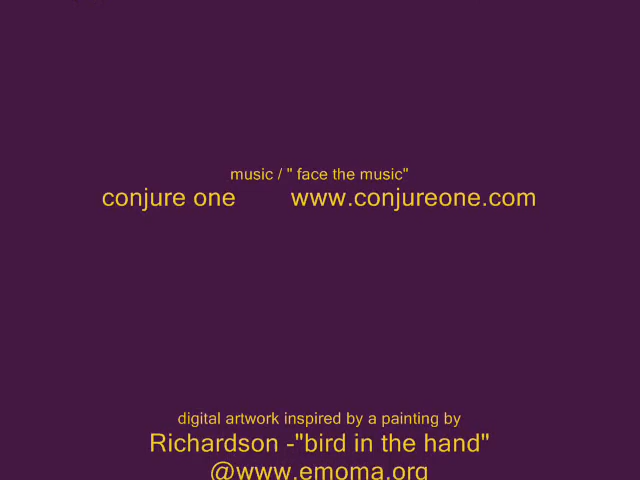 music / " face the music"
conjure one www.conjureone.com
digital artwork inspired by a painting by
Richardson -"bird in the hand"
@www.emoma.org